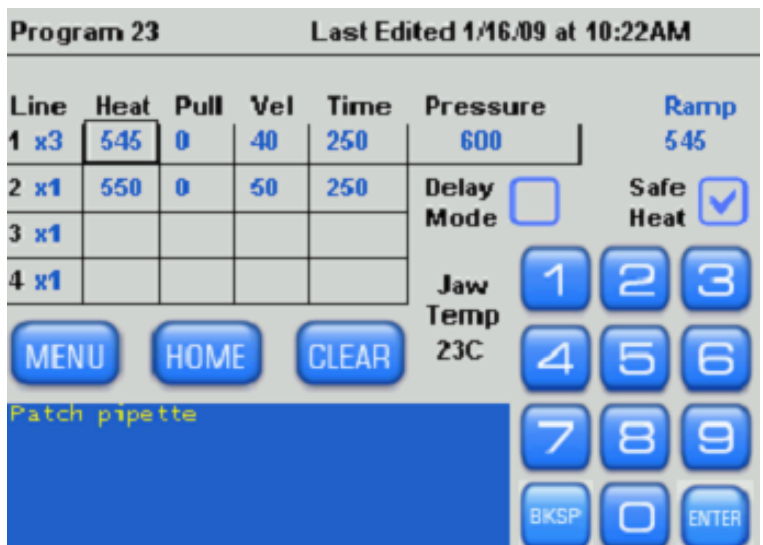 Program 23 Last Edited 1/16/09 at 10:22AM
Line Heat Pull Vel Time Pressure Ramp
1 x3 545 0 40 250 600 545
2 x1 550 0 50 250 Delay Mode Safe Heat
3 x1
4 x1
Jaw Temp 23C
1 2 3
MENU HOME CLEAR 4 5 6
Patch pipette
7 8 9
BKSP 0 ENTER